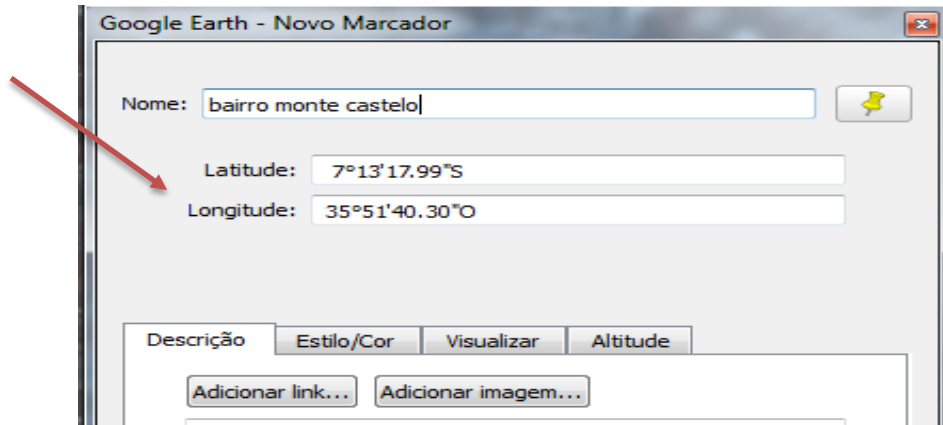 Google Earth - Novo Marcador
Nome: bairro monte castelo
Latitude: 7°13'17.99"S
Longitude: 35°51'40.30"O
Descrição Estilo/Cor Visualizar Altitude
Adicionar link... Adicionar imagem...